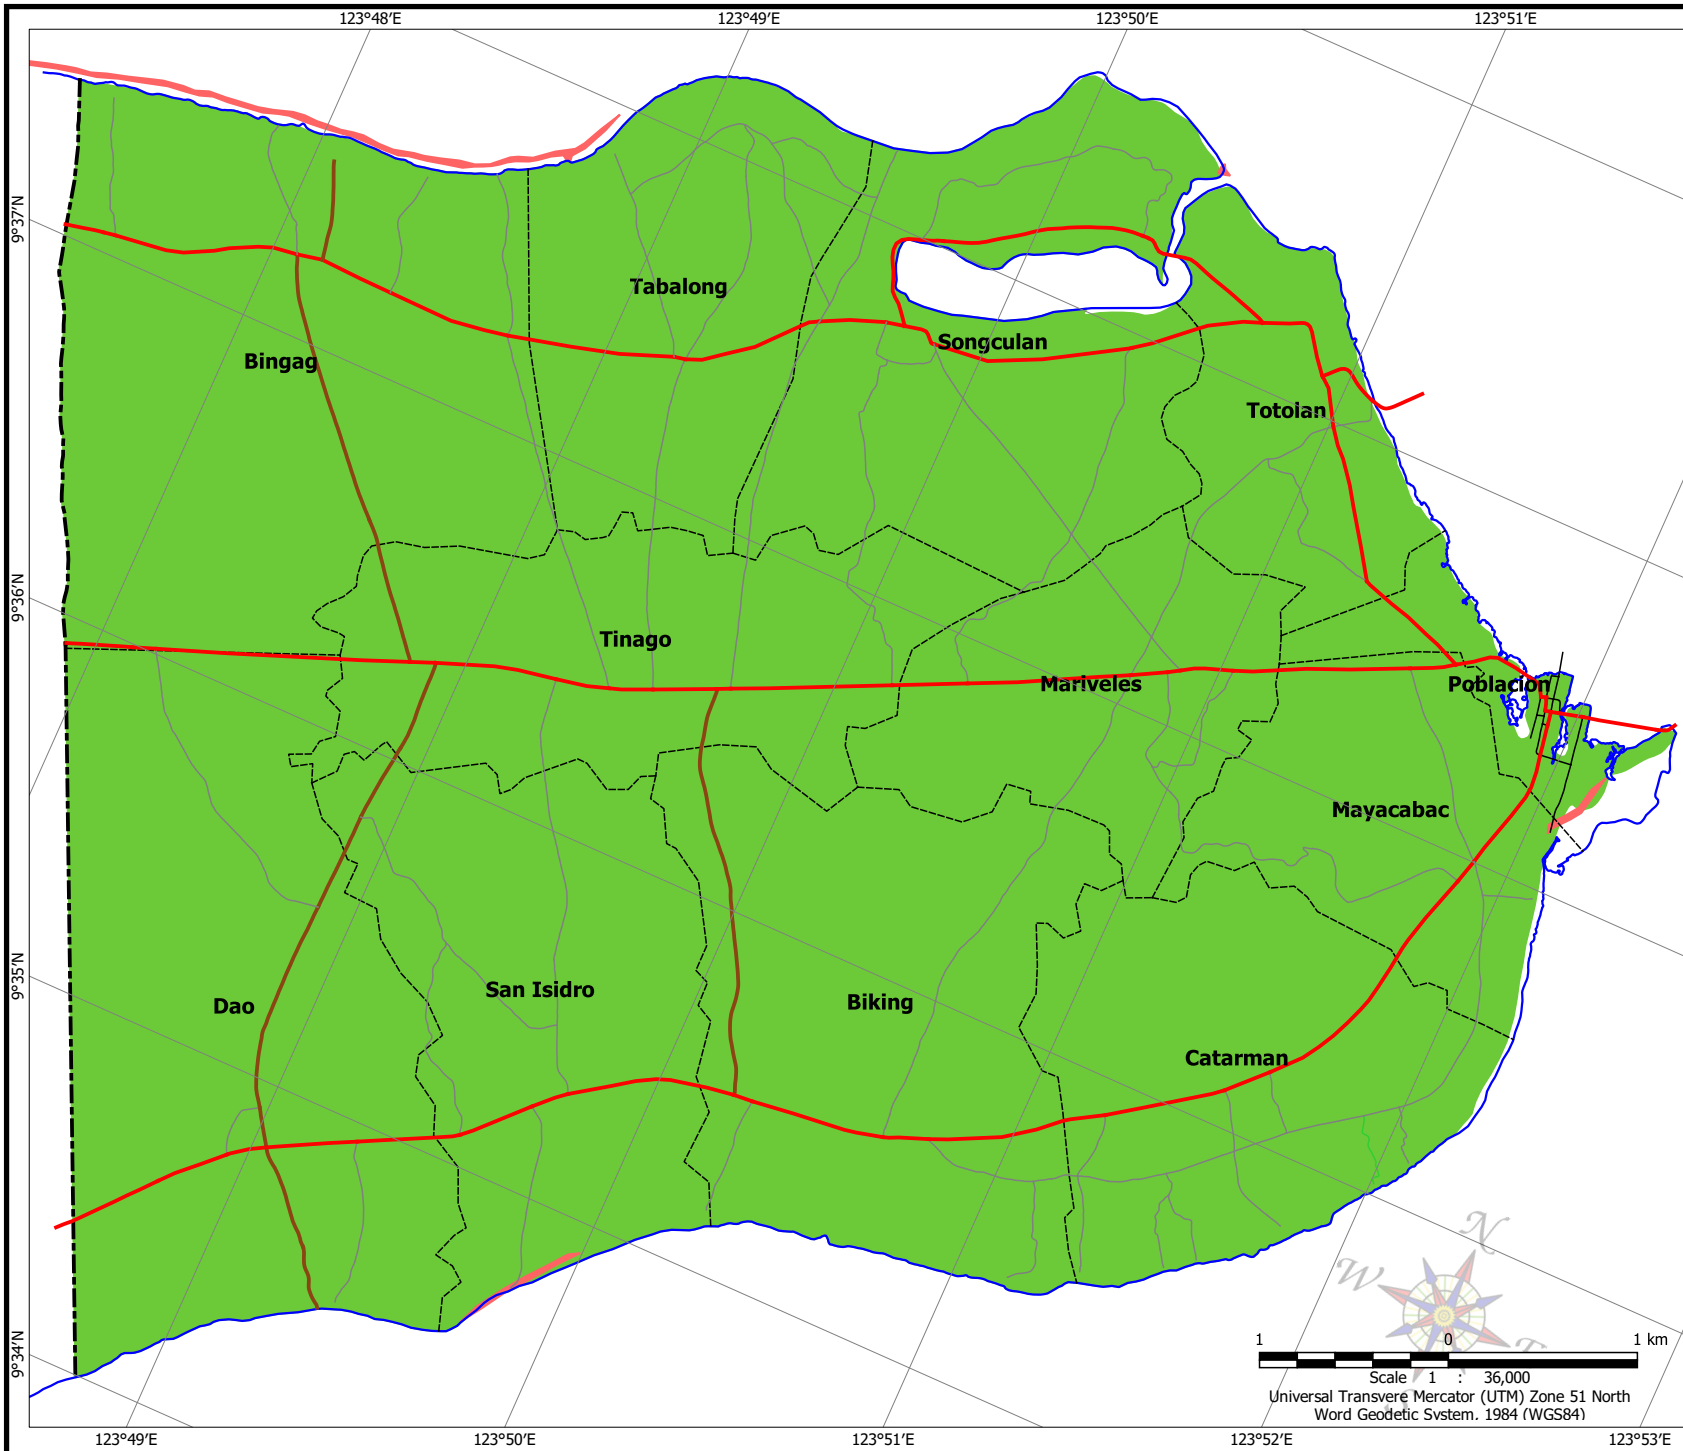 123°48'E
123°49'E
123°50'E
123°51'E
9°37'N
9°36'N
9°35'N
9°34'N
Tabalong
Songculan
Bingag
Totolan
Tinago
Mariveles
Poblacion
Mayacabac
San Isidro
Dao
Biking
Catarman
N
W
1 0 1 km
Scale 1 : 36,000
Universal Transvere Mercator (UTM) Zone 51 North
Word Geodetic System, 1984 (WGS84)
123°49'E
123°50'E
123°51'E
123°52'E
123°53'E